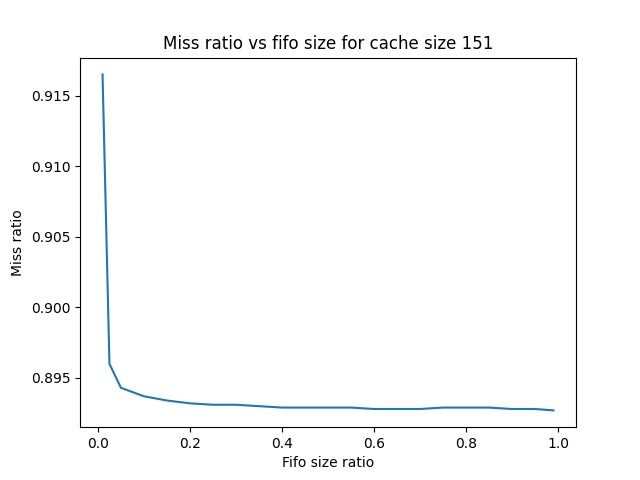 Miss ratio vs fifo size for cache size 151
0.915
0.910
0.905
0.900
0.895
Miss ratio
0.0 0.2 0.4 0.6 0.8 1.0
Fifo size ratio